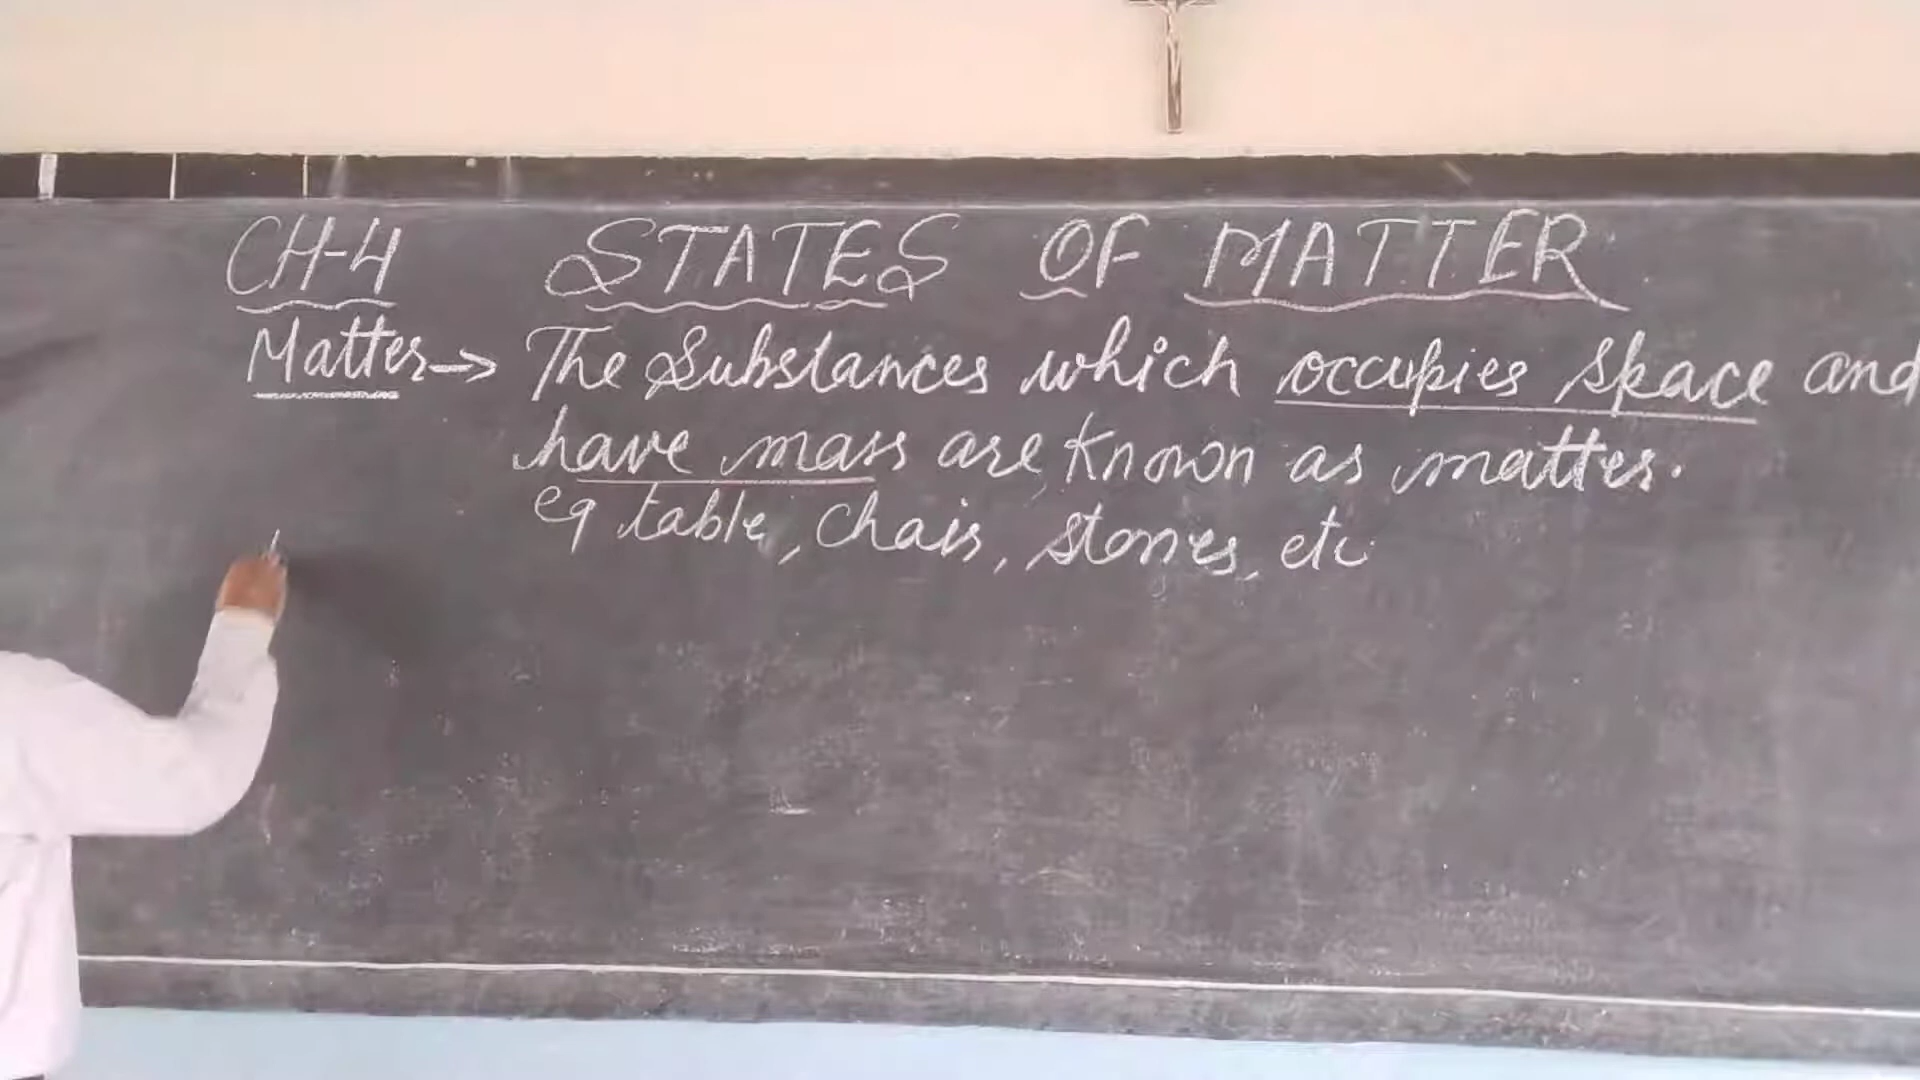 CH-4 STATES OF MATTER
Matter→ The Substances which occupies space and
have mass are known as matter.
eg table, chair, stones, etc